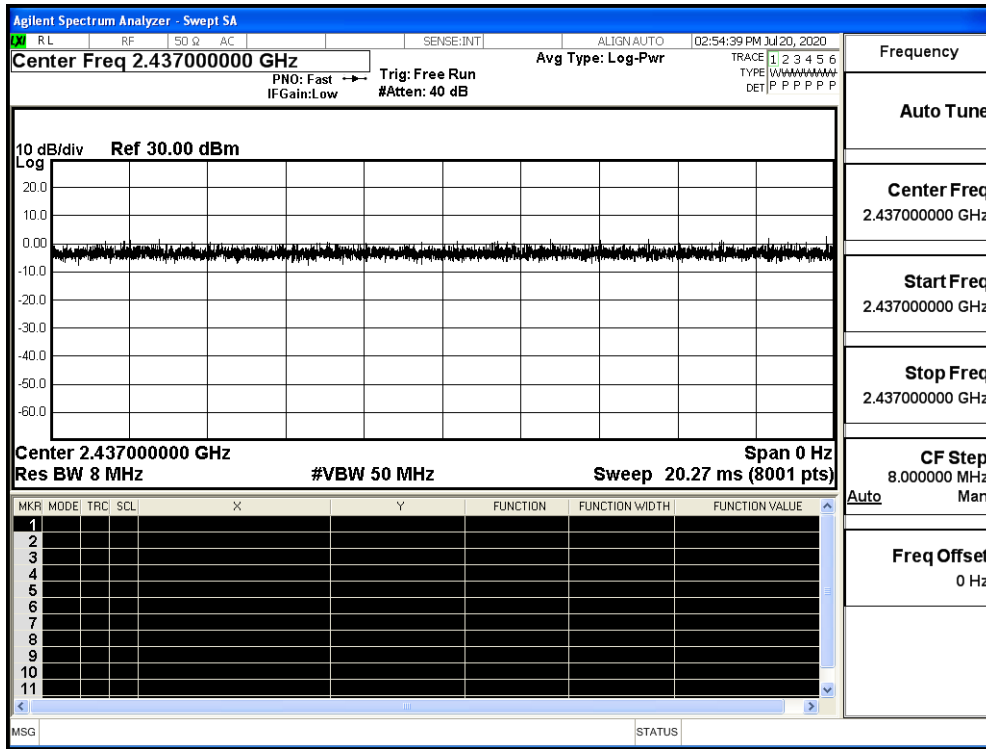 Agilent Spectrum Analyzer - Swept SA
LXI RL RF 50 Ω AC SENSE:INT ALIGN AUTO 02:54:39 PM Jul 20, 2020
Center Freq 2.437000000 GHz
PNO: Fast
IFGain:Low
Trig: Free Run
#Atten: 40 dB
Avg Type: Log-Pwr
TRACE 1 2 3 4 5 6
TYPE
DET P P P P P P
10 dB/div Ref 30.00 dBm
Log
20.0
10.0
0.00
-10.0
-20.0
-30.0
-40.0
-50.0
-60.0
Center 2.437000000 GHz Span 0 Hz
Res BW 8 MHz #VBW 50 MHz Sweep 20.27 ms (8001 pts)
MKR MODE TRC SCL X Y FUNCTION FUNCTION WIDTH FUNCTION VALUE
1
2
3
4
5
6
7
8
9
10
11
MSG STATUS
Frequency
Auto Tune
Center Freq
2.437000000 GHz
Start Freq
2.437000000 GHz
Stop Freq
2.437000000 GHz
CF Step
8.000000 MHz
Auto Man
Freq Offset
0 Hz